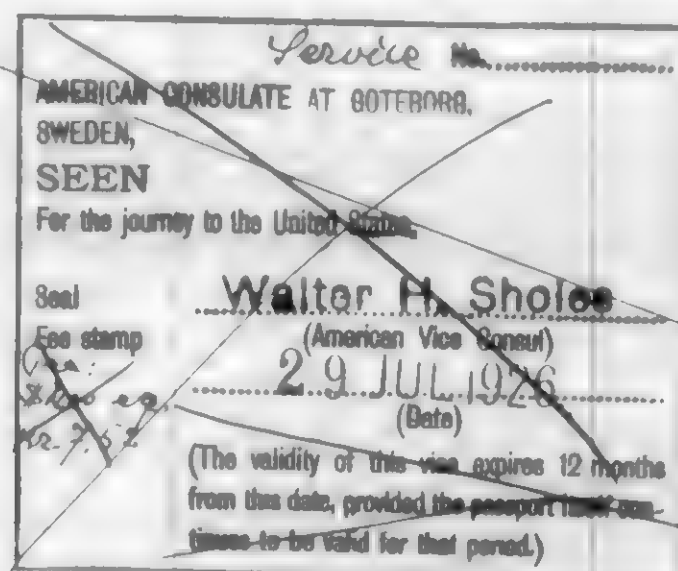 Service No.
AMERICAN CONSULATE AT GOTEBORG,
SWEDEN,
SEEN
For the journey to the United States.
Seal
Walter H. Sholes
Fee stamp
(American Vice Consul)
29 JUL 1926
(Date)
(The validity of this visa expires 12 months
from this date, provided the passport itself con-
tinues to be valid for that period.)